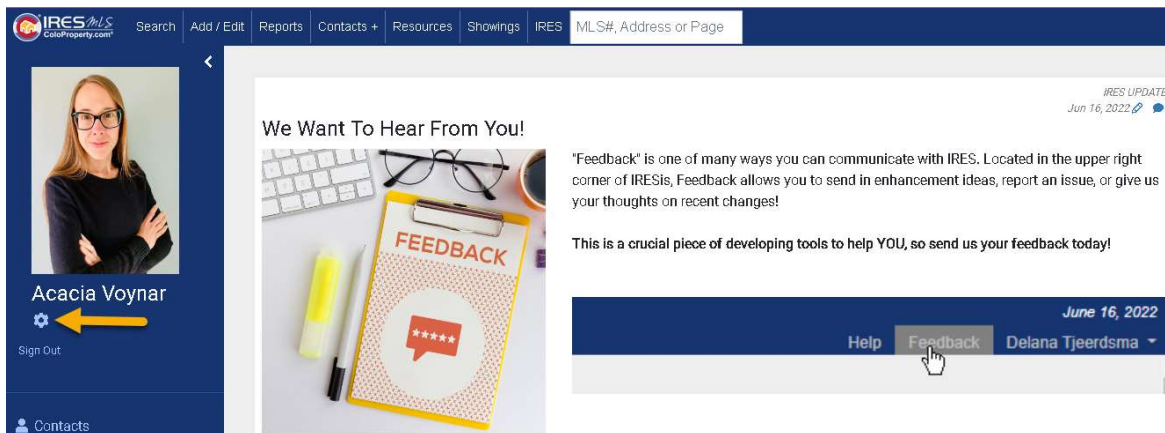 IRES MLS
ColoProperty.com®
Search Add / Edit Reports Contacts + Resources Showings IRES MLS#, Address or Page
Acacia Voynar
Sign Out
Contacts
IRES UPDATE
Jun 16, 2022
We Want To Hear From You!
FEEDBACK
"Feedback" is one of many ways you can communicate with IRES. Located in the upper right
corner of IRESis, Feedback allows you to send in enhancement ideas, report an issue, or give us
your thoughts on recent changes!
This is a crucial piece of developing tools to help YOU, so send us your feedback today!
June 16, 2022
Help Feedback Delana Tjeerdsma